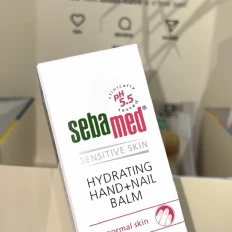 clinically
pH
5.5
tested
sebamed®
SENSITIVE SKIN
HYDRATING
HAND+NAIL
BALM
normal skin